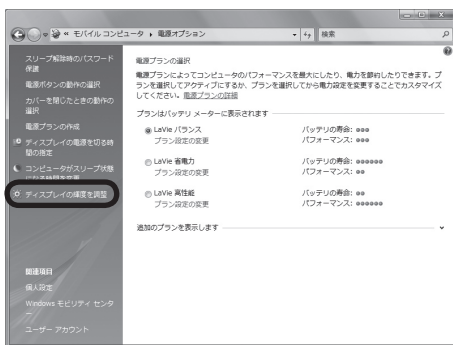 « モバイル コンピュータ ▸ 電源オプション
検索
スリープ解除時のパスワード
保護
電源ボタンの動作の選択
カバーを閉じたときの動作の
選択
電源プランの作成
ディスプレイの電源を切る時
間の指定
コンピュータがスリープ状態
になる時間を変更
ディスプレイの輝度を調整
関連項目
個人設定
Windows モビリティ センタ
ー
ユーザー アカウント
電源プランの選択
電源プランによってコンピュータのパフォーマンスを最大にしたり、電力を節約したりできます。プ
ランを選択してアクティブにするか、プランを選択してから電力設定を変更することでカスタマイズ
してください。電源プランの詳細
プランはバッテリ メーターに表示されます
LaVie バランス バッテリの寿命:
プラン設定の変更 パフォーマンス:
LaVie 省電力 バッテリの寿命:
プラン設定の変更 パフォーマンス:
LaVie 高性能 バッテリの寿命:
プラン設定の変更 パフォーマンス:
追加のプランを表示します